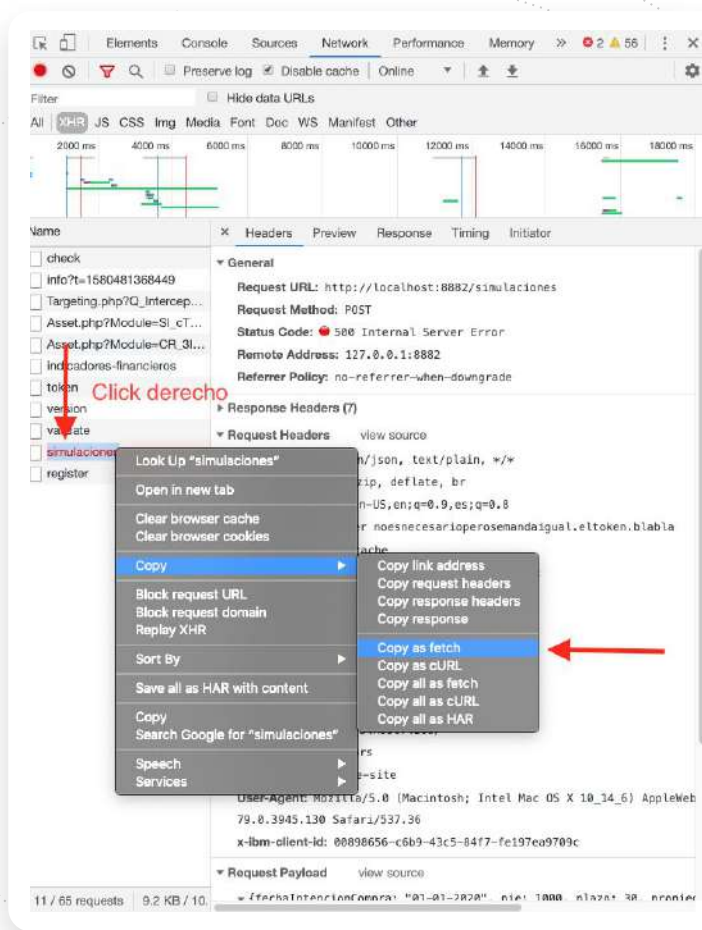 Elements Console Sources Network Performance Memory » 2 56
Preserve log Disable cache Online
Filter Hide data URLs
All XHR JS CSS Img Media Font Doc WS Manifest Other
2000 ms 4000 ms 6000 ms 8000 ms 10000 ms 12000 ms 14000 ms 16000 ms 18000 ms
Name × Headers Preview Response Timing Initiator
check
info?t=1580481368449
Targeting.php?Q_Intercep...
Asset.php?Module=SI_cT...
Asset.php?Module=CR_3I...
indicadores-financieros
token
version
validate
simulaciones
register
Click derecho
General
Request URL: http://localhost:8882/simulaciones
Request Method: POST
Status Code: 500 Internal Server Error
Remote Address: 127.0.0.1:8882
Referrer Policy: no-referrer-when-downgrade
Response Headers (7)
Request Headers view source
n/json, text/plain, */*
zip, deflate, br
n-US,en;q=0.9,es;q=0.8
r noesnecesarioperosemandaigual.eltoken.blabla
ache
Look Up "simulaciones"
Open in new tab
Clear browser cache
Clear browser cookies
Copy
Block request URL
Block request domain
Replay XHR
Sort By
Save all as HAR with content
Copy
Search Google for "simulaciones"
Speech
Services
Copy link address
Copy request headers
Copy response headers
Copy response
Copy as fetch
Copy as cURL
Copy all as fetch
Copy all as cURL
Copy all as HAR
rs
-site
User-Agent: Mozilla/5.0 (Macintosh; Intel Mac OS X 10_14_6) AppleWeb
79.0.3945.130 Safari/537.36
x-ibm-client-id: 00898656-c6b9-43c5-84f7-fe197ea9709c
Request Payload view source
{fechaIntencionCompra: "01-01-2020", pie: 1000, plazo: 30, propied
11 / 65 requests 9.2 KB / 10.